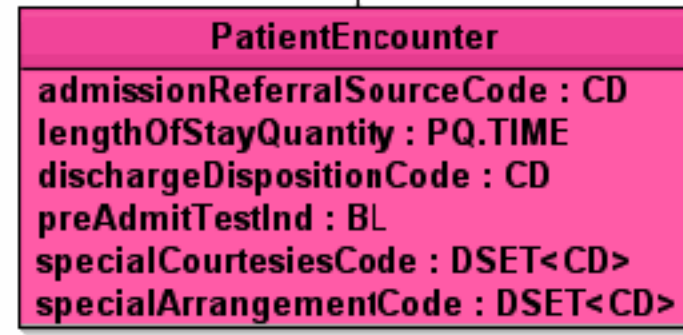 PatientEncounter
admissionReferralSourceCode : CD
lengthOfStayQuantity : PQ.TIME
dischargeDispositionCode : CD
preAdmitTestInd : BL
specialCourtesiesCode : DSET<CD>
specialArrangementCode : DSET<CD>